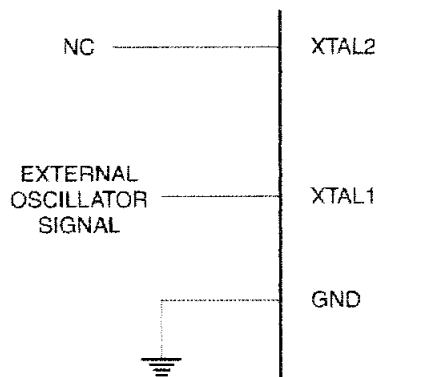 NC
XTAL2
EXTERNAL
OSCILLATOR
SIGNAL
XTAL1
GND